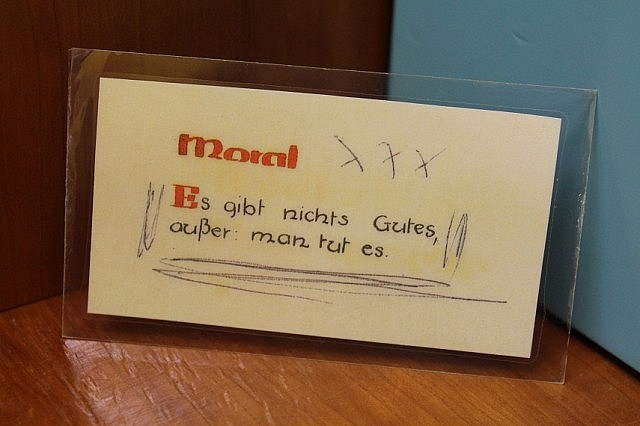 Moral
Es gibt nichts Gutes,
außer: man tut es.